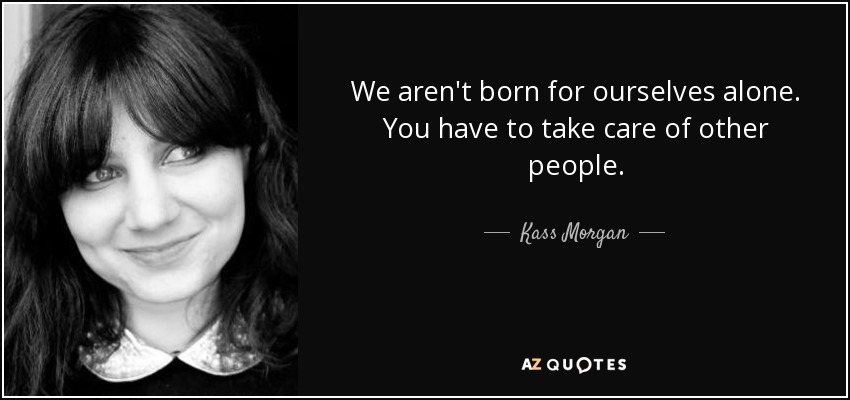 We aren't born for ourselves alone.
You have to take care of other
people.
Kass Morgan
AZ QUOTES